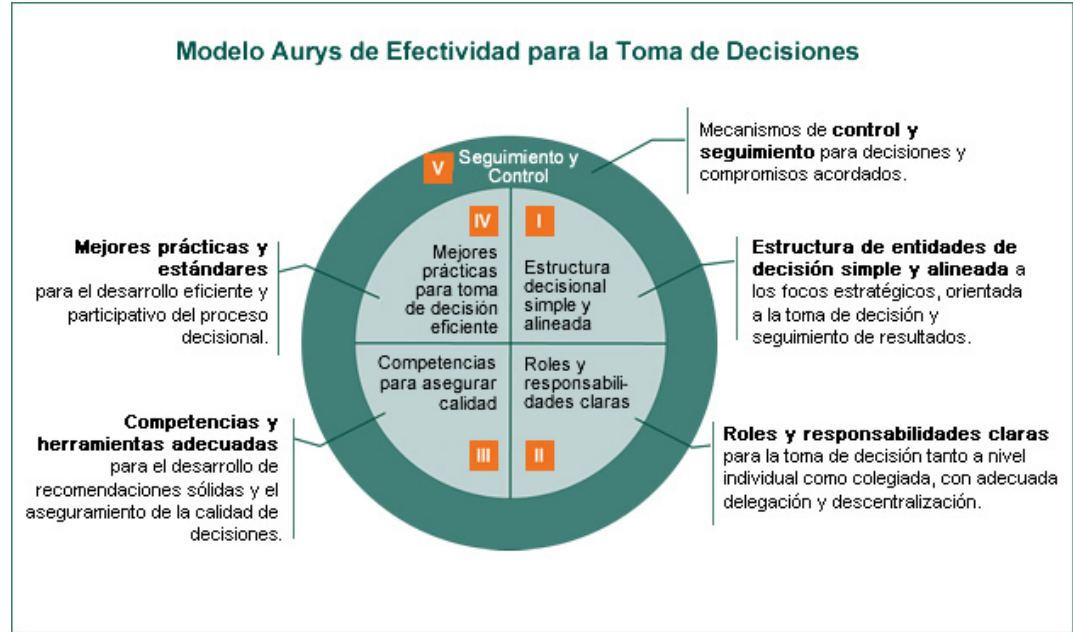 Modelo Aurys de Efectividad para la Toma de Decisiones
Mecanismos de control y
seguimiento para decisiones y
compromisos acordados.
V
Seguimiento y
Control
IV
Mejores
prácticas
para toma
de decisión
eficiente
I
Estructura
decisional
simple y
alineada
Mejores prácticas y
estándares
para el desarrollo eficiente y
participativo del proceso
decisional.
Estructura de entidades de
decisión simple y alineada a
los focos estratégicos, orientada
a la toma de decisión y
seguimiento de resultados.
Competencias
para asegurar
calidad
III
Roles y
responsabili-
dades claras
II
Competencias y
herramientas adecuadas
para el desarrollo de
recomendaciones sólidas y el
aseguramiento de la calidad de
decisiones.
Roles y responsabilidades claras
para la toma de decisión tanto a nivel
individual como colegiada, con adecuada
delegación y descentralización.